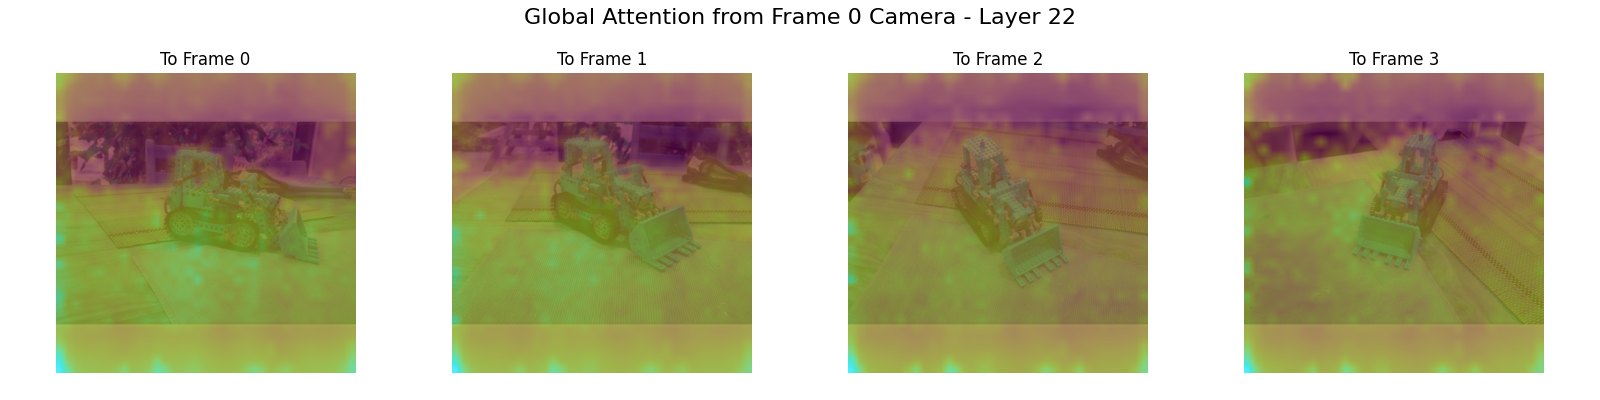 Global Attention from Frame 0 Camera - Layer 22
To Frame 0
To Frame 1
To Frame 2
To Frame 3